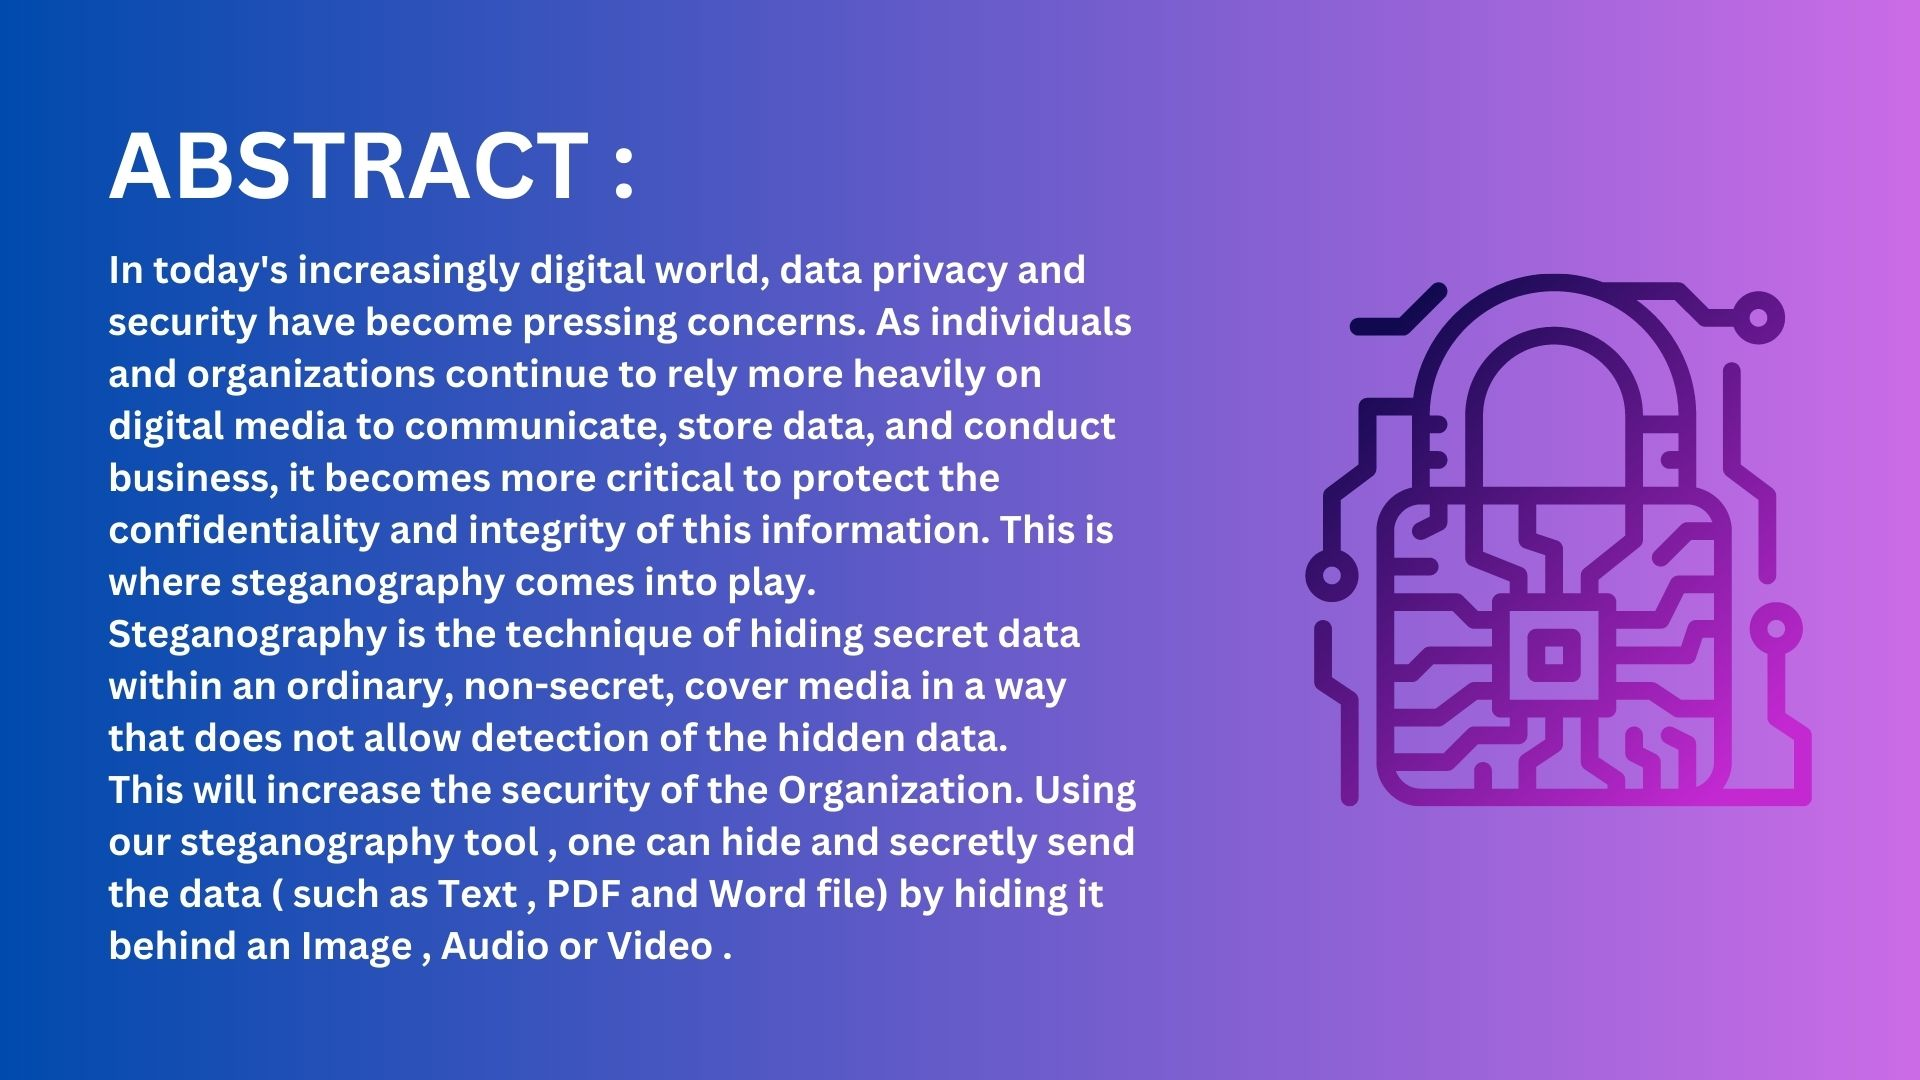 ABSTRACT :
In today's increasingly digital world, data privacy and
security have become pressing concerns. As individuals
and organizations continue to rely more heavily on
digital media to communicate, store data, and conduct
business, it becomes more critical to protect the
confidentiality and integrity of this information. This is
where steganography comes into play.
Steganography is the technique of hiding secret data
within an ordinary, non-secret, cover media in a way
that does not allow detection of the hidden data.
This will increase the security of the Organization. Using
our steganography tool , one can hide and secretly send
the data ( such as Text , PDF and Word file) by hiding it
behind an Image , Audio or Video .